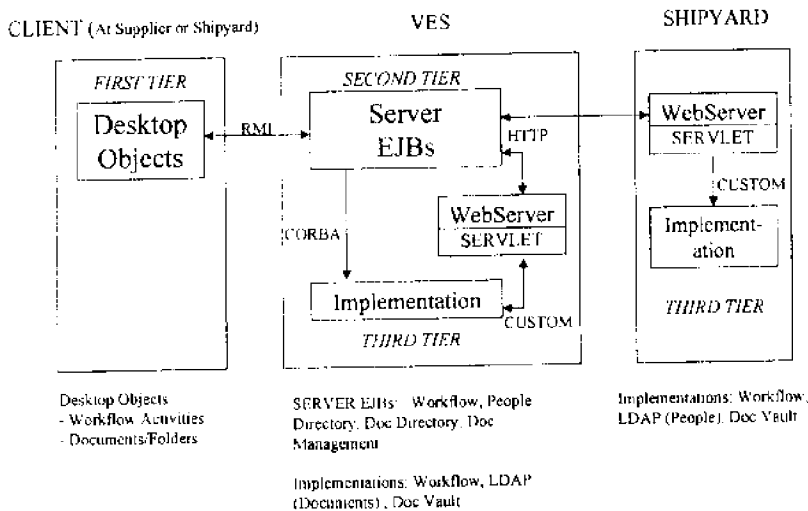 CLIENT (At Supplier or Shipyard)
VES
SHIPYARD
FIRST TIER
Desktop
Objects
RMI
SECOND TIER
Server
EJBs
HTTP
WebServer
SERVLET
CORBA
Implementation
CUSTOM
THIRD TIER
WebServer
SERVLET
CUSTOM
Implement-
ation
THIRD TIER
Desktop Objects
- Workflow Activities
- Documents/Folders
SERVER EJBs: Workflow, People
Directory, Doc Directory, Doc
Management
Implementations: Workflow, LDAP
(Documents) , Doc Vault
Implementations: Workflow,
LDAP (People), Doc Vault